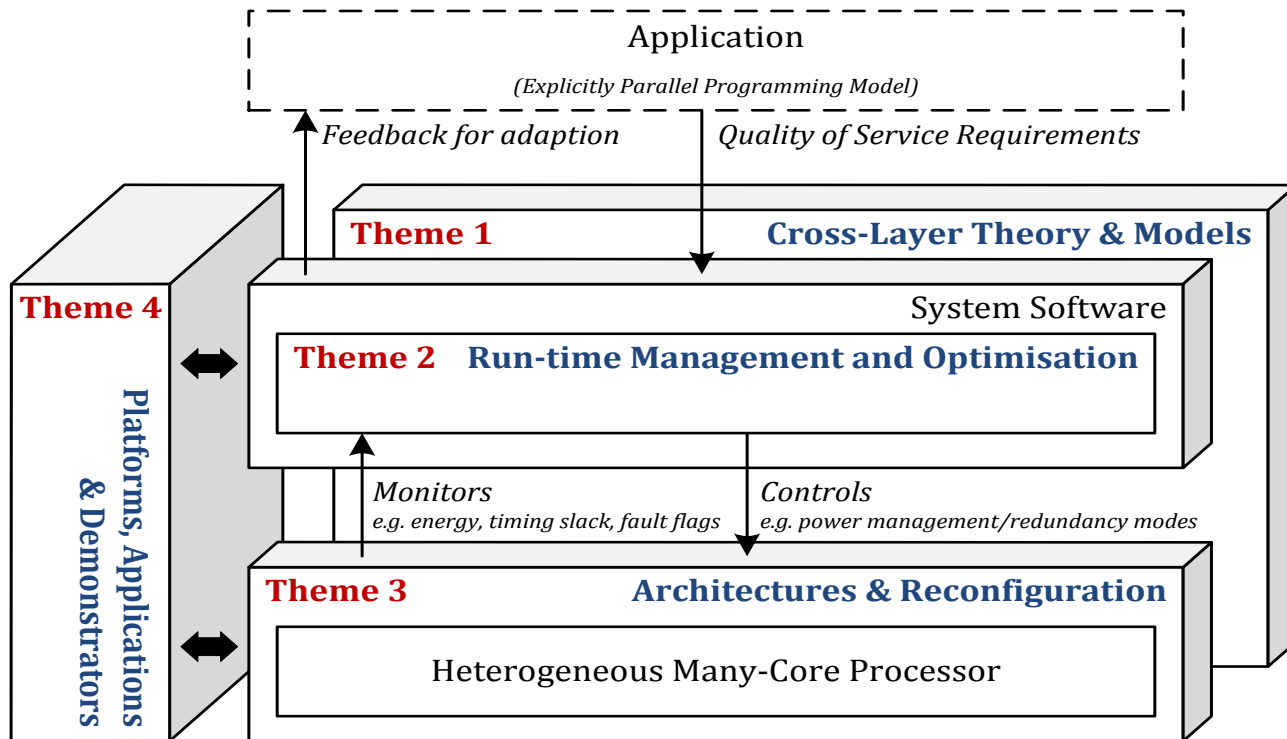 Application
(Explicitly Parallel Programming Model)
Feedback for adaption
Quality of Service Requirements
Theme 1
Cross-Layer Theory & Models
Theme 4
Platforms, Applications
& Demonstrators
System Software
Theme 2
Run-time Management and Optimisation
Monitors
e.g. energy, timing slack, fault flags
Controls
e.g. power management/redundancy modes
Theme 3
Architectures & Reconfiguration
Heterogeneous Many-Core Processor